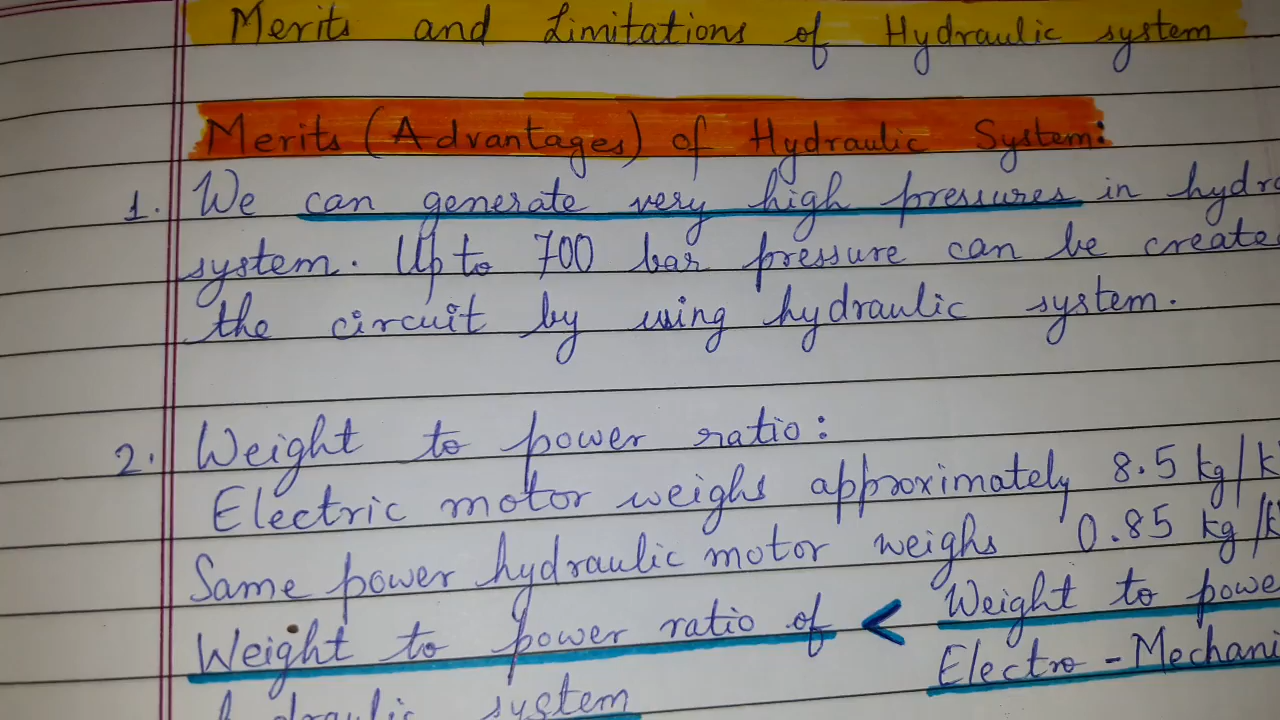 Merits and Limitations of Hydraulic system
Merits (Advantages) of Hydraulic System:
1. We can generate very high pressures in hydra
system. Up to 700 bar pressure can be create
the circuit by using hydraulic system.
2. Weight to power ratio:
Electric motor weighs approximately 8.5 kg/k
Same power hydraulic motor weighs 0.85 kg/k
Weight to power ratio of < Weight to powe
system Electro-Mechani